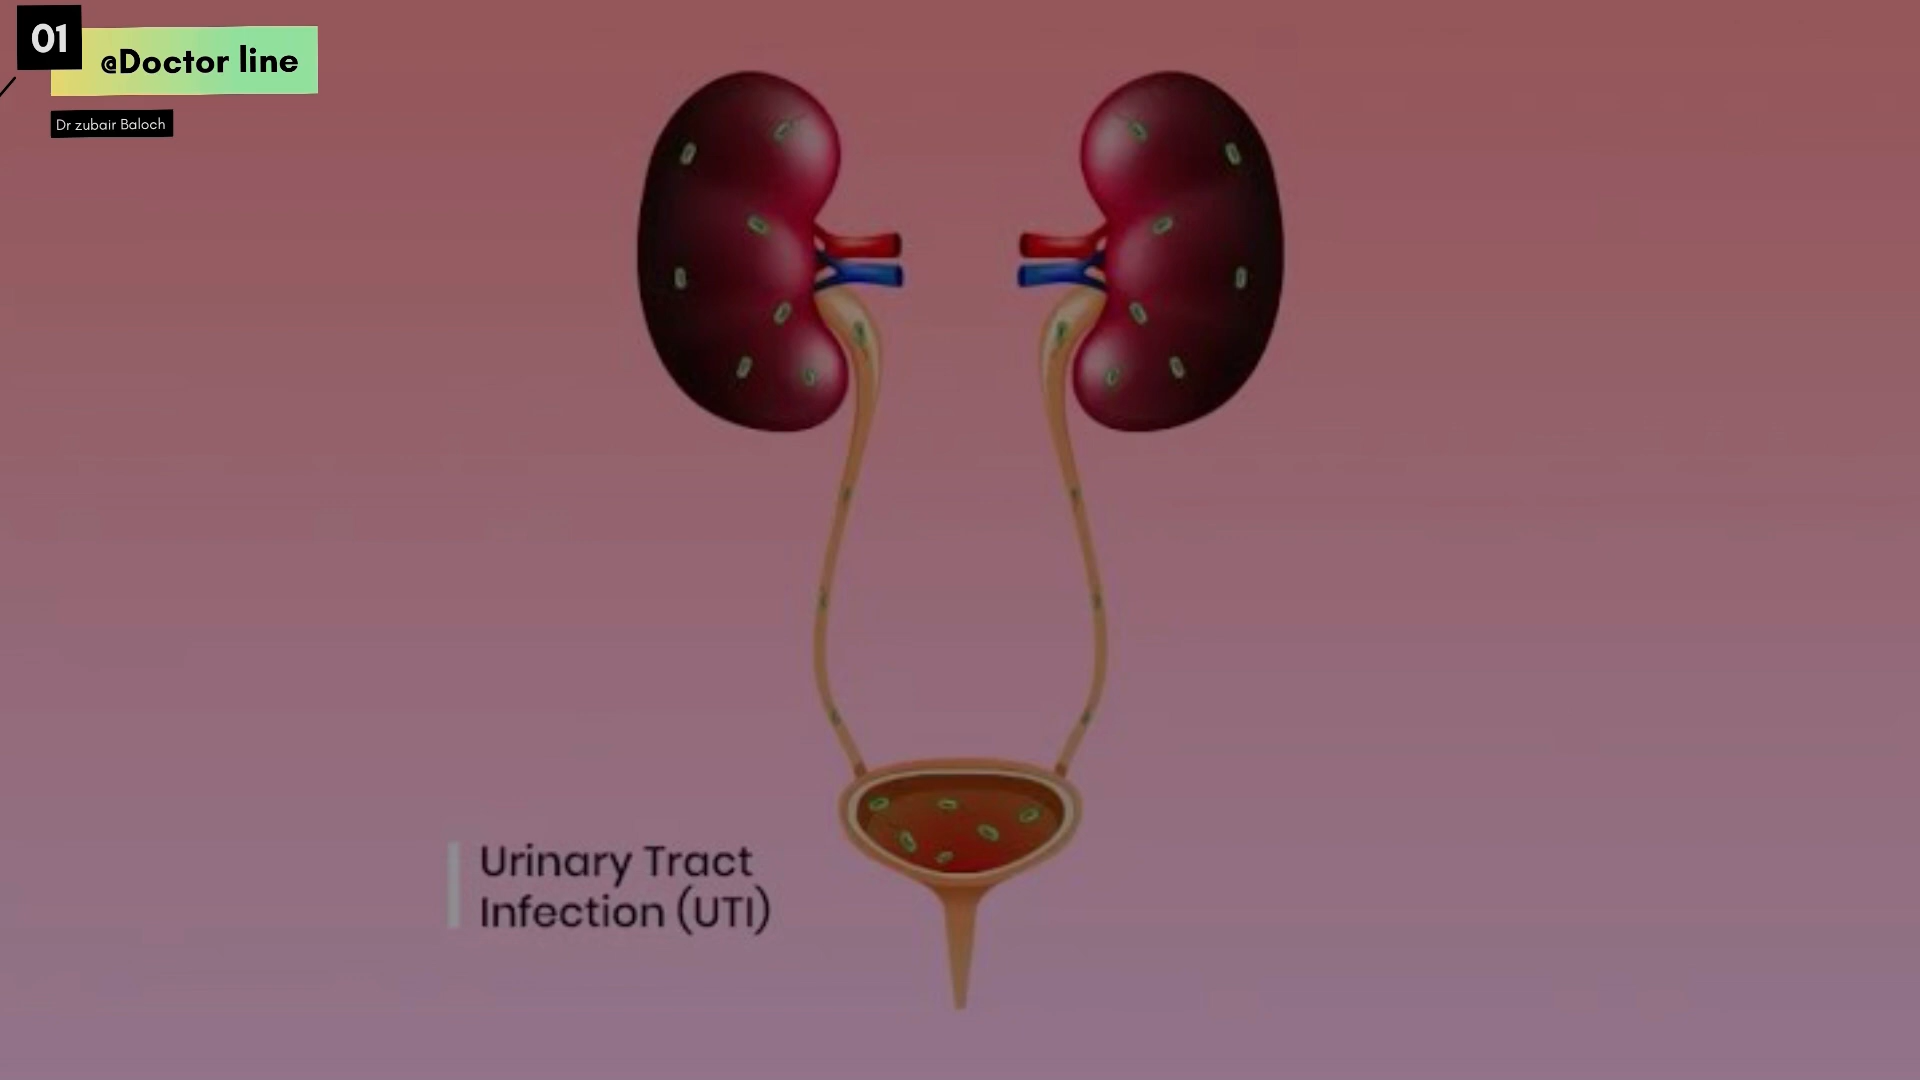 01
@Doctor line
Dr zubair Baloch
Urinary Tract
Infection (UTI)